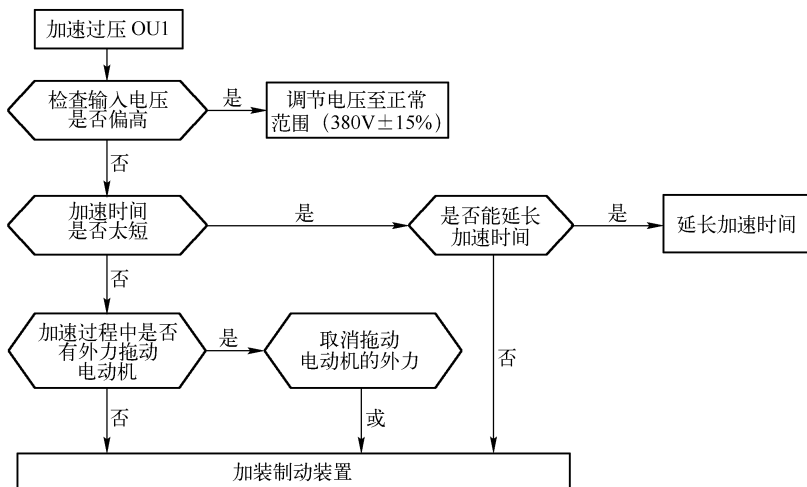 加速过压 OU1
检查输入电压
是否偏高
是
调节电压至正常
范围（380V±15%）
否
加速时间
是否太短
是
是否能延长
加速时间
是
延长加速时间
否
加速过程中是否
有外力拖动
电动机
是
取消拖动
电动机的外力
否
否
或
加装制动装置